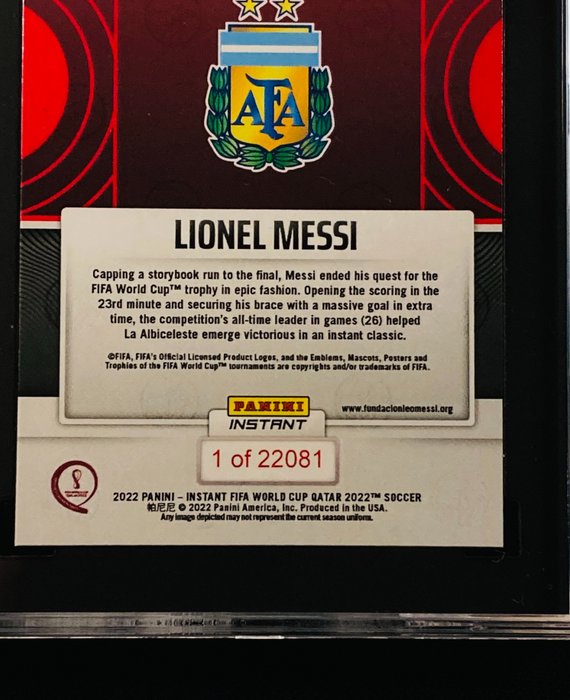 AFA
LIONEL MESSI
Capping a storybook run to the final, Messi ended his quest for the
FIFA World Cup™ trophy in epic fashion. Opening the scoring in the
23rd minute and securing his brace with a massive goal in extra
time, the competition's all-time leader in games (26) helped
La Albiceleste emerge victorious in an instant classic.
©FIFA, FIFA's Official Licensed Product Logos, and the Emblems, Mascots, Posters and
Trophies of the FIFA World Cup™ tournaments are copyrights and/or trademarks of FIFA.
PANINI
INSTANT
www.fundacionleomessi.org
1 of 22081
2022 PANINI – INSTANT FIFA WORLD CUP QATAR 2022™ SOCCER
帕尼尼 © 2022 Panini America, Inc. Produced in the USA.
Any image depicted may not represent the current season uniform.